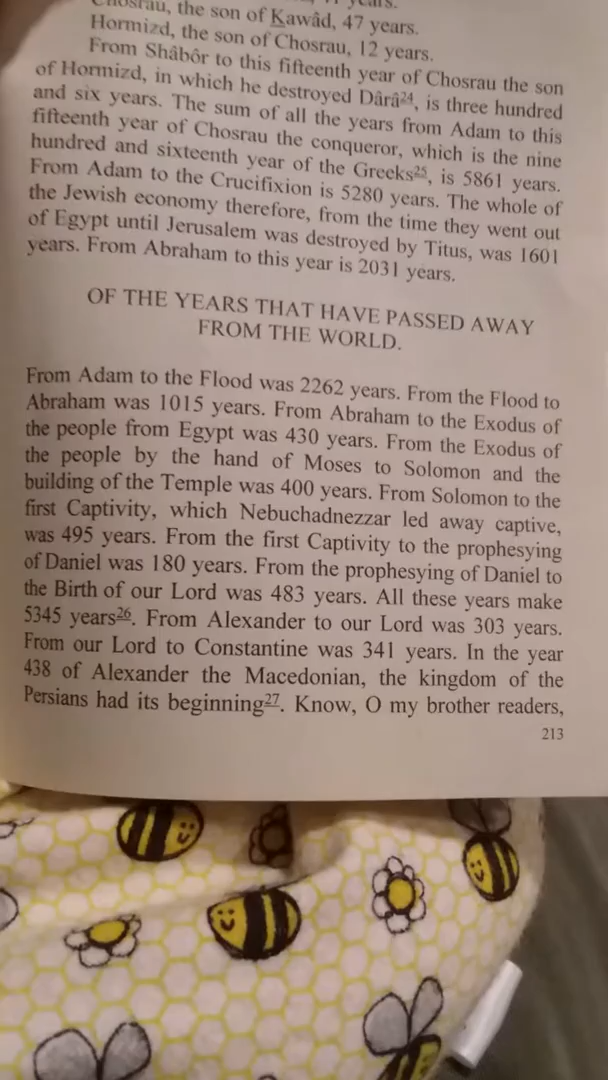 Chosrau, the son of Kawâd, 47 years.
Hormizd, the son of Chosrau, 12 years.
From Shâbôr to this fifteenth year of Chosrau the son
of Hormizd, in which he destroyed Dârâ24, is three hundred
and six years. The sum of all the years from Adam to this
fifteenth year of Chosrau the conqueror, which is the nine
hundred and sixteenth year of the Greeks25, is 5861 years.
From Adam to the Crucifixion is 5280 years. The whole of
the Jewish economy therefore, from the time they went out
of Egypt until Jerusalem was destroyed by Titus, was 1601
years. From Abraham to this year is 2031 years.
OF THE YEARS THAT HAVE PASSED AWAY
FROM THE WORLD.
From Adam to the Flood was 2262 years. From the Flood to
Abraham was 1015 years. From Abraham to the Exodus of
the people from Egypt was 430 years. From the Exodus of
the people by the hand of Moses to Solomon and the
building of the Temple was 400 years. From Solomon to the
first Captivity, which Nebuchadnezzar led away captive,
was 495 years. From the first Captivity to the prophesying
of Daniel was 180 years. From the prophesying of Daniel to
the Birth of our Lord was 483 years. All these years make
5345 years26. From Alexander to our Lord was 303 years.
From our Lord to Constantine was 341 years. In the year
438 of Alexander the Macedonian, the kingdom of the
Persians had its beginning27. Know, O my brother readers,
213